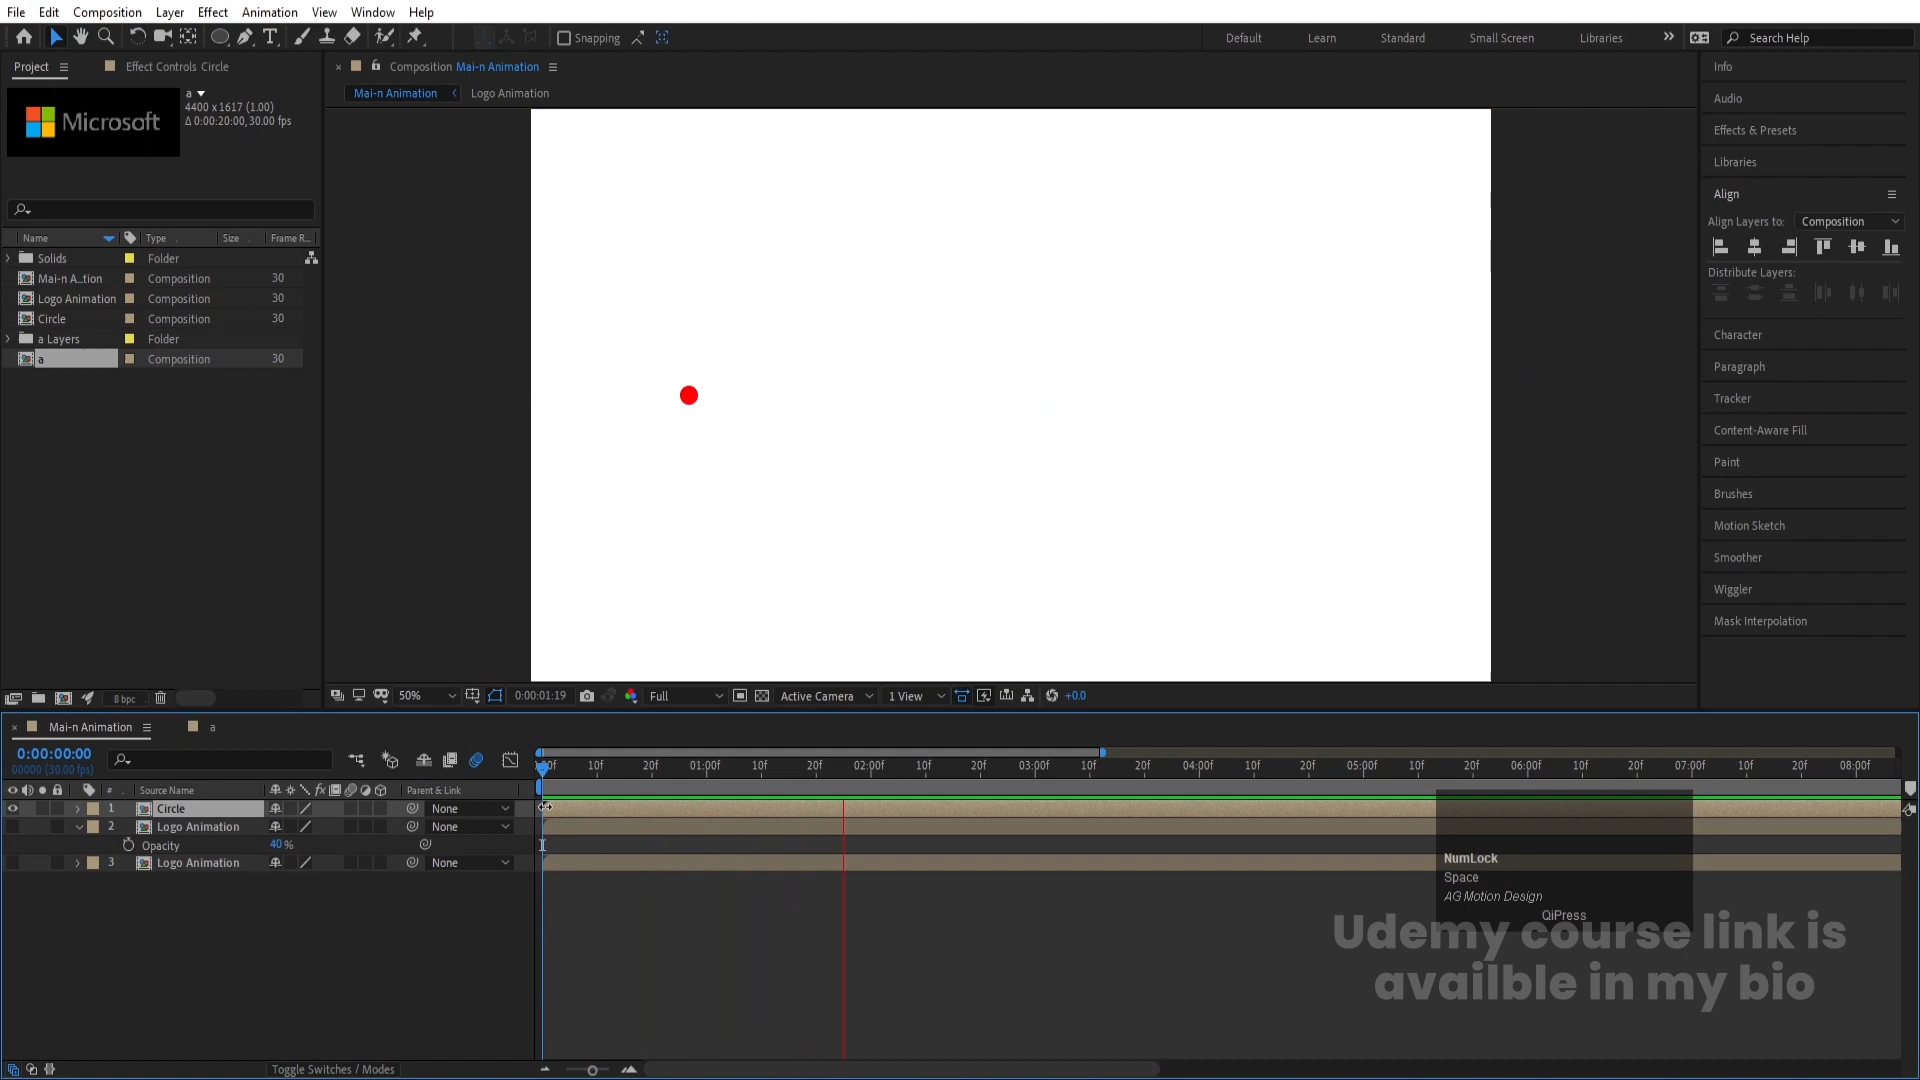 File Edit Composition Layer Effect Animation View Window Help
Snapping
Default Learn Standard Small Screen Libraries Search Help
Project Effect Controls Circle
Composition Mai-n Animation
Mai-n Animation Logo Animation
Microsoft
a
4400 x 1617 (1.00)
Δ 0:00:20:00, 30.00 fps
Name Type Size Frame R...
Solids Folder
Mai-n A...tion Composition 30
Logo Animation Composition 30
Circle Composition 30
a Layers Folder
a Composition 30
8 bpc
50% 0:00:01:19 Full Active Camera 1 View +0.0
Info
Audio
Effects & Presets
Libraries
Align
Align Layers to: Composition
Distribute Layers:
Character
Paragraph
Tracker
Content-Aware Fill
Paint
Brushes
Motion Sketch
Smoother
Wiggler
Mask Interpolation
Mai-n Animation a
0:00:00:00
00000 (30.00 fps)
10f 20f 01:00f 10f 20f 02:00f 10f 20f 03:00f 10f 20f 04:00f 10f 20f 05:00f 10f 20f 06:00f 10f 20f 07:00f 10f 20f 08:00f
# Source Name fx Parent & Link
1 Circle None
2 Logo Animation None
Opacity 40 %
3 Logo Animation None
NumLock
Space
AG Motion Design
QiPress
Udemy course link is
availble in my bio
Toggle Switches / Modes